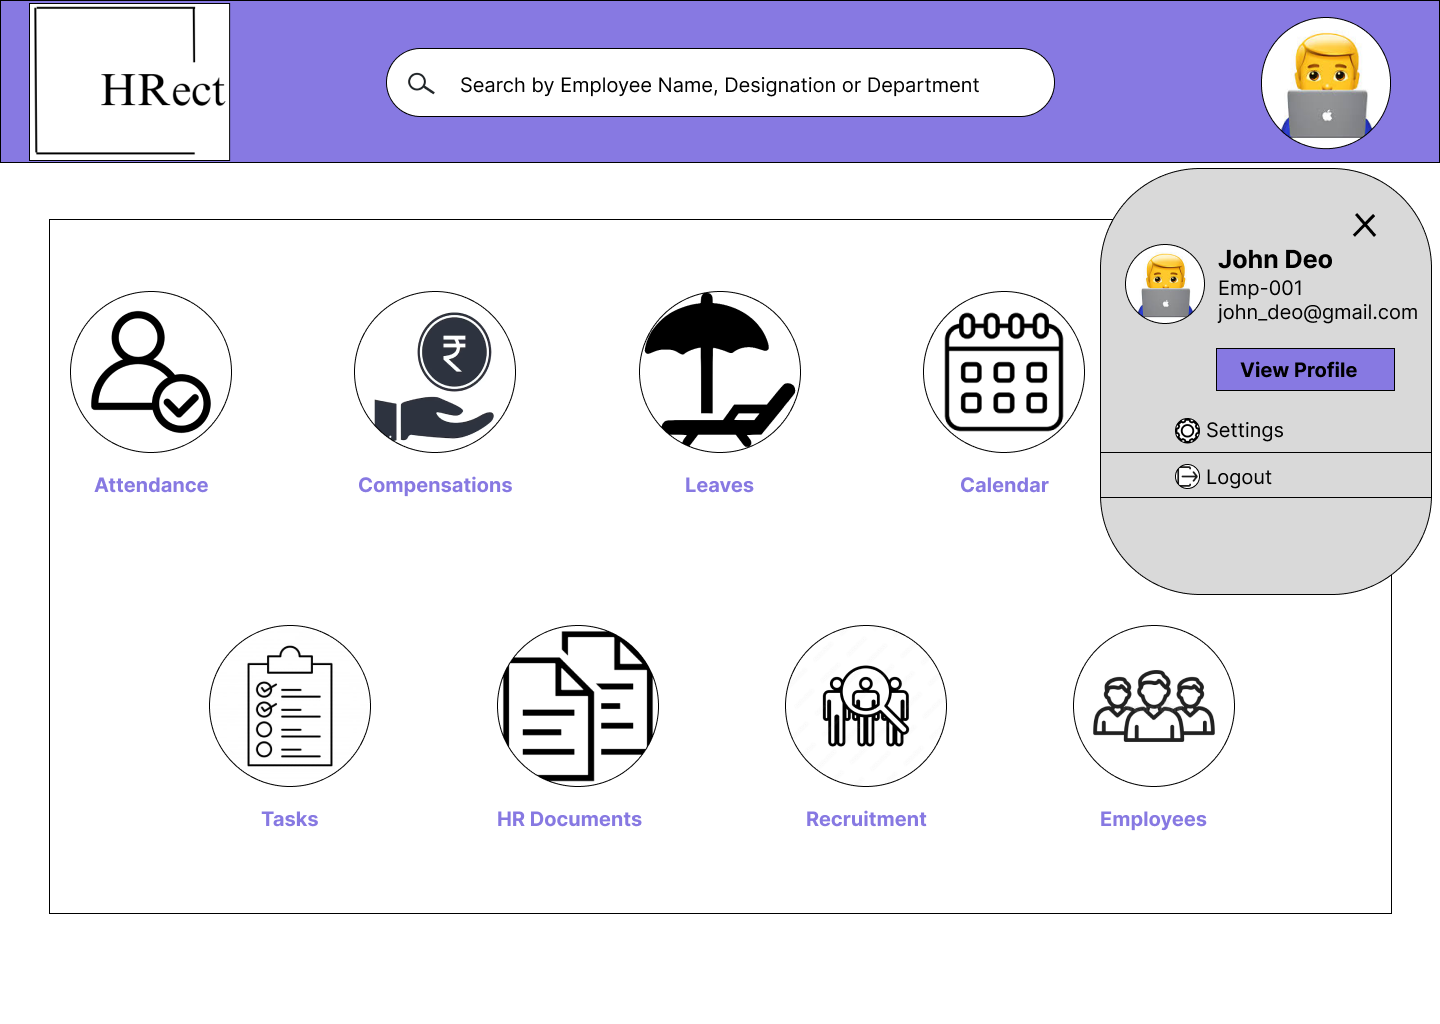 HRect
Search by Employee Name, Designation or Department
John Deo
Emp-001
john_deo@gmail.com
View Profile
Settings
Logout
₹
Attendance
Compensations
Leaves
Calendar
Tasks
HR Documents
Recruitment
Employees